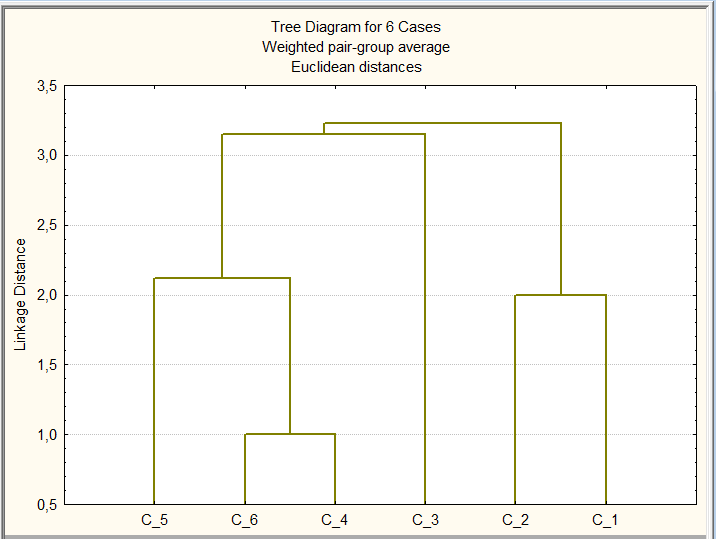 Tree Diagram for 6 Cases
Weighted pair-group average
Euclidean distances
3,5
3,0
2,5
2,0
1,5
1,0
0,5
Linkage Distance
C_5 C_6 C_4 C_3 C_2 C_1